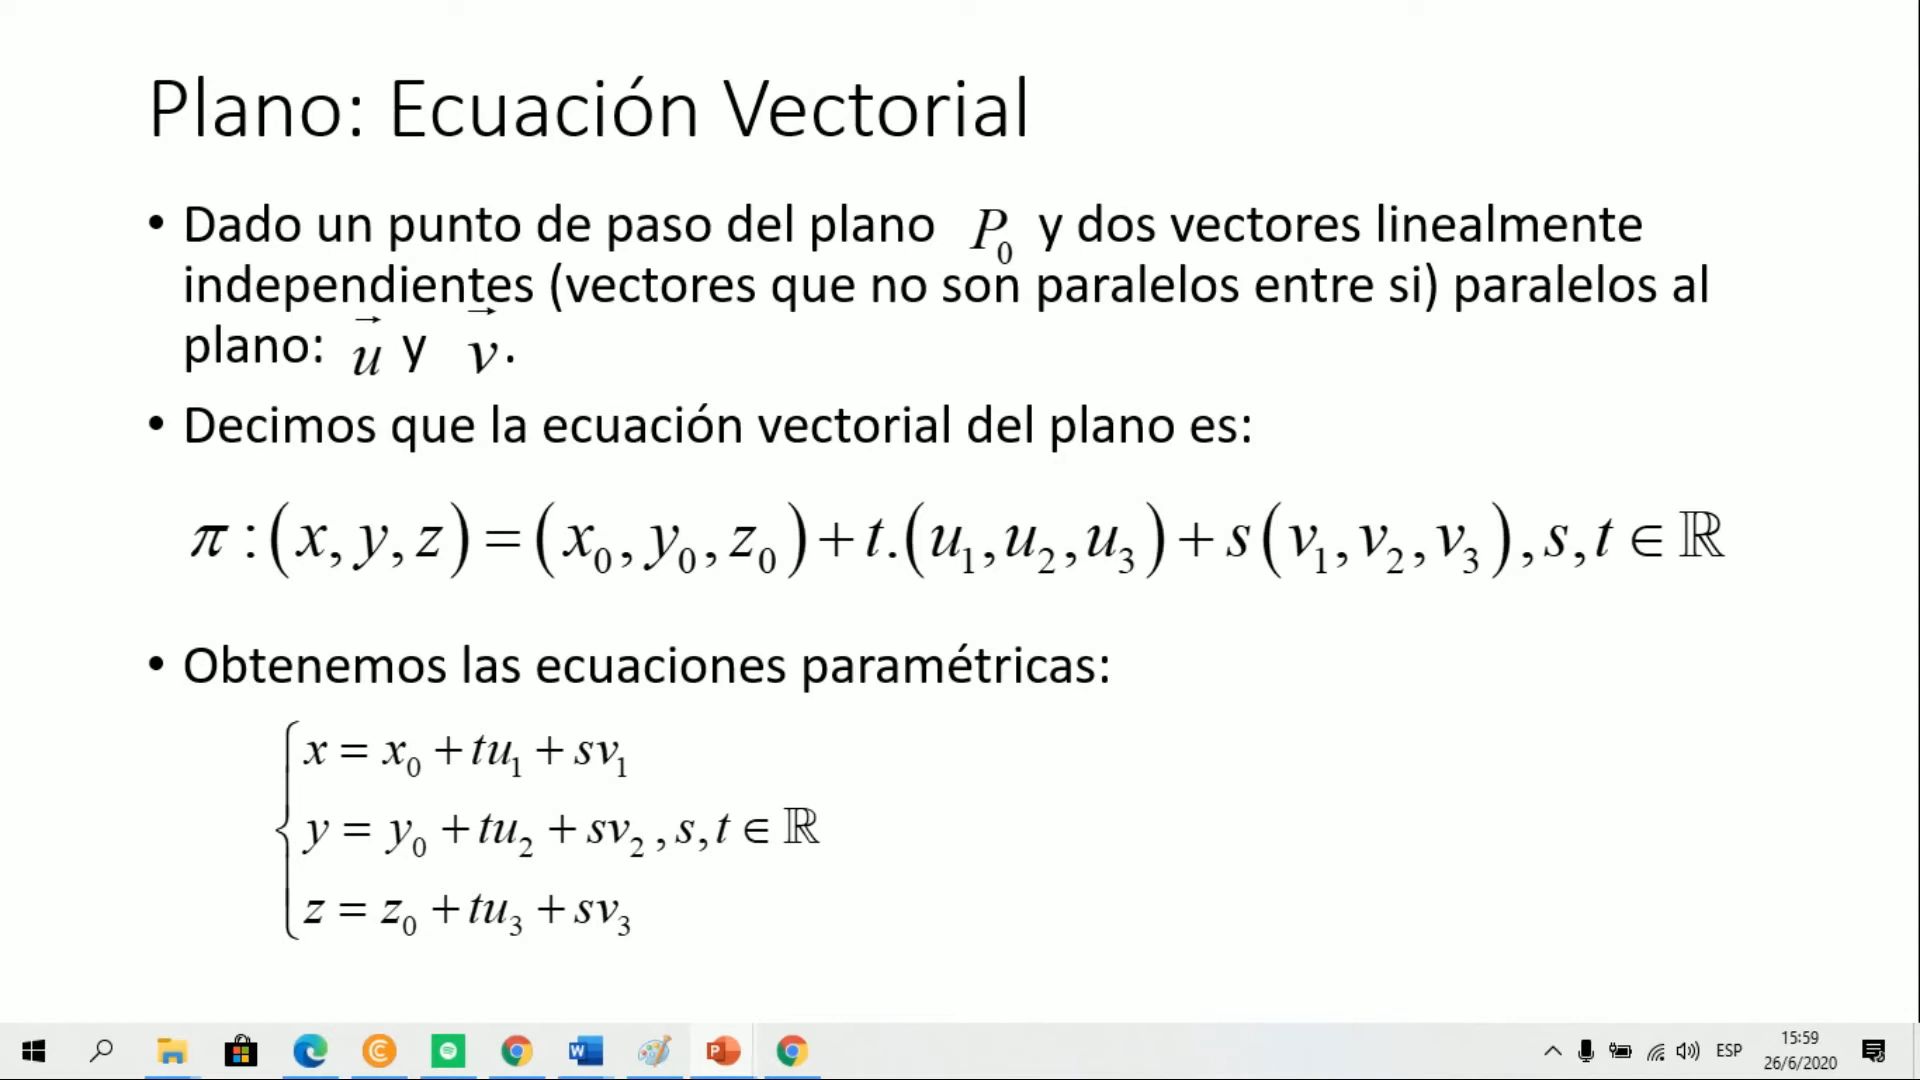 Plano: Ecuación Vectorial
• Dado un punto de paso del plano P₀ y dos vectores linealmente
independientes (vectores que no son paralelos entre si) paralelos al
plano: u⃗ y v⃗.
• Decimos que la ecuación vectorial del plano es:
π:(x, y, z)=(x₀, y₀, z₀)+t.(u₁,u₂,u₃)+s(v₁,v₂,v₃),s,t∈ℝ
• Obtenemos las ecuaciones paramétricas:
x = x₀ +tu₁ + sv₁
y = y₀ +tu₂ + sv₂ ,s,t∈ℝ
z = z₀ +tu₃ +sv₃
ESP
15:59
26/6/2020